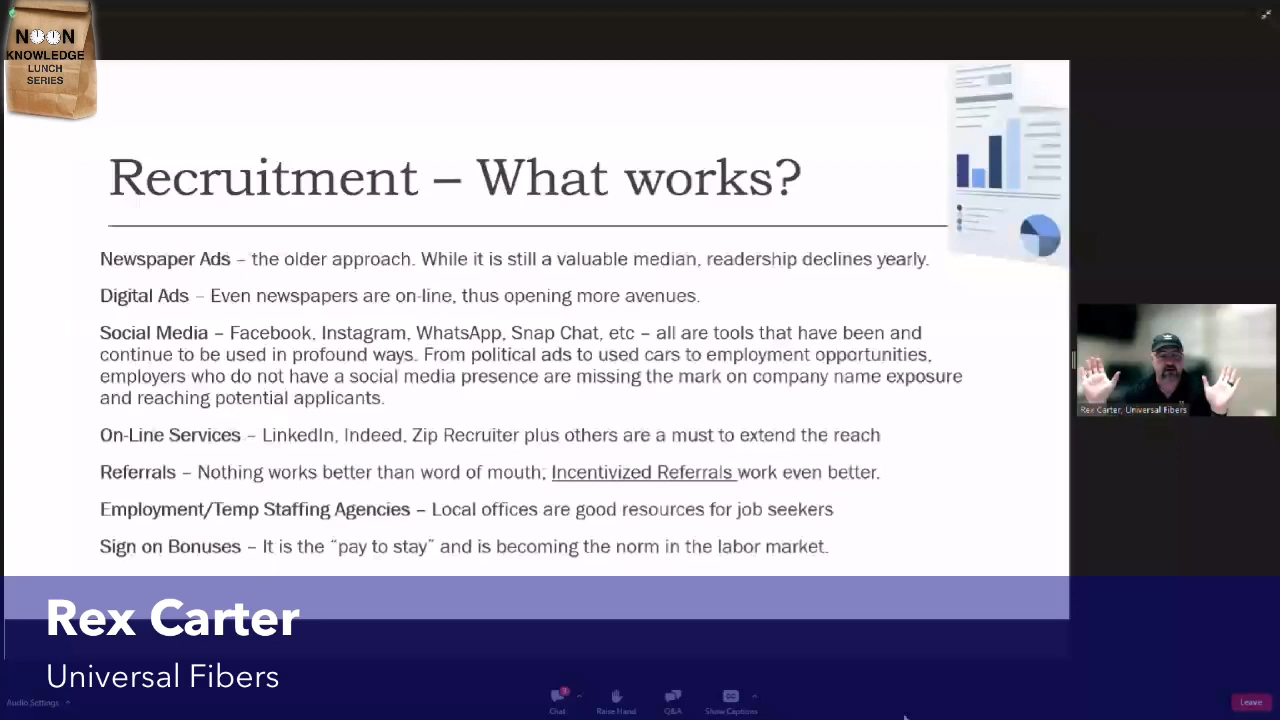 NOON
KNOWLEDGE
LUNCH
SERIES
Recruitment – What works?
Newspaper Ads – the older approach. While it is still a valuable median, readership declines yearly.
Digital Ads – Even newspapers are on-line, thus opening more avenues.
Social Media – Facebook, Instagram, WhatsApp, Snap Chat, etc – all are tools that have been and
continue to be used in profound ways. From political ads to used cars to employment opportunities,
employers who do not have a social media presence are missing the mark on company name exposure
and reaching potential applicants.
On-Line Services – LinkedIn, Indeed, Zip Recruiter plus others are a must to extend the reach
Referrals – Nothing works better than word of mouth; Incentivized Referrals work even better.
Employment/Temp Staffing Agencies – Local offices are good resources for job seekers
Sign on Bonuses – It is the “pay to stay” and is becoming the norm in the labor market.
Rex Carter, Universal Fibers
Rex Carter
Universal Fibers
Audio Settings
Chat
Raise Hand
Q&A
Show Captions
Leave